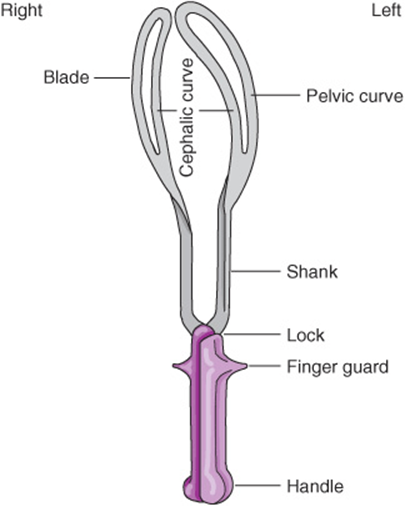 Right
Left
Blade
Cephalic curve
Pelvic curve
Shank
Lock
Finger guard
Handle